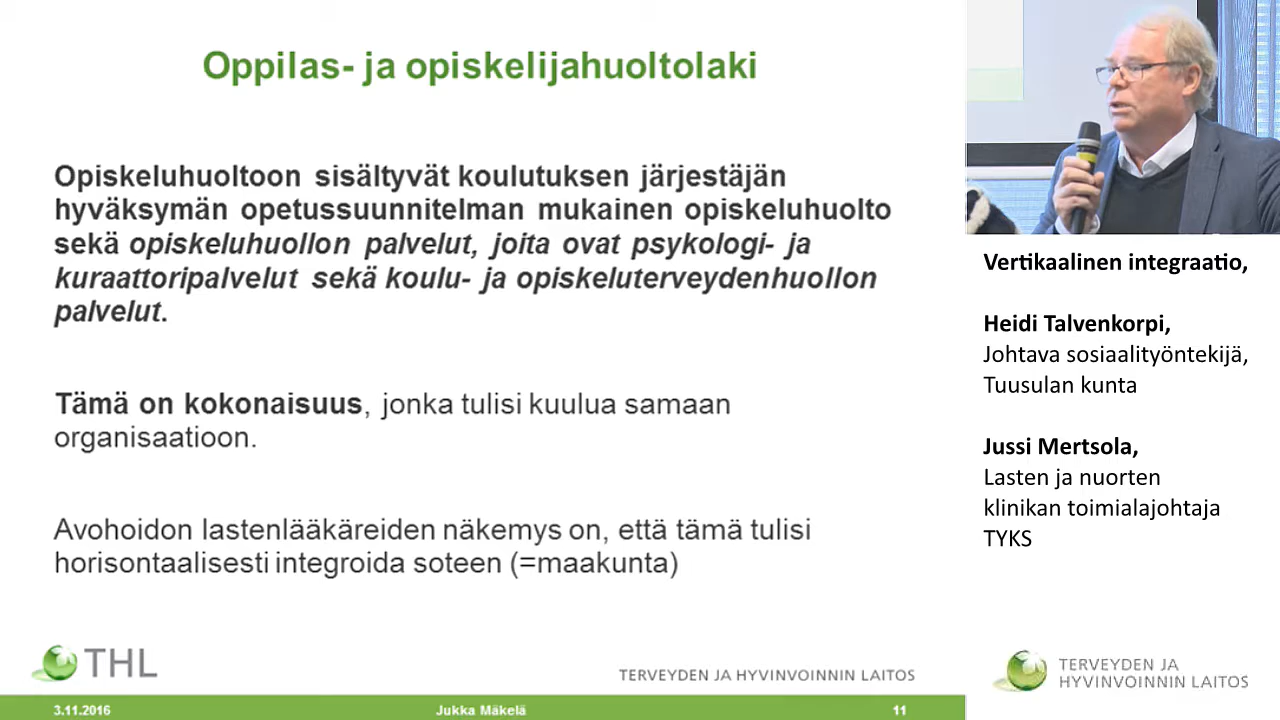 Oppilas- ja opiskelijahuoltolaki
Opiskeluhuoltoon sisältyvät koulutuksen järjestäjän
hyväksymän opetussuunnitelman mukainen opiskeluhuolto
sekä opiskeluhuollon palvelut, joita ovat psykologi- ja
kuraattoripalvelut sekä koulu- ja opiskeluterveydenhuollon
palvelut.
Tämä on kokonaisuus, jonka tulisi kuulua samaan
organisaatioon.
Avohoidon lastenlääkäreiden näkemys on, että tämä tulisi
horisontaalisesti integroida soteen (=maakunta)
THL
TERVEYDEN JA HYVINVOINNIN LAITOS
3.11.2016
Jukka Mäkelä
11
Vertikaalinen integraatio,
Heidi Talvenkorpi,
Johtava sosiaalityöntekijä,
Tuusulan kunta
Jussi Mertsola,
Lasten ja nuorten
klinikan toimialajohtaja
TYKS
TERVEYDEN JA
HYVINVOINNIN LAITOS